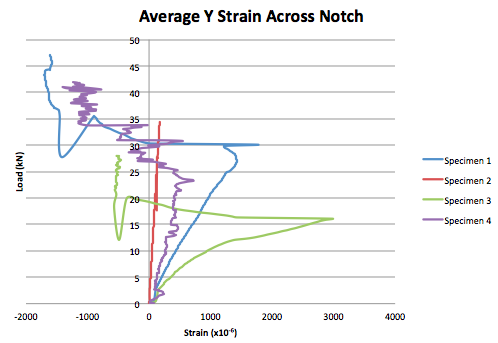 Average Y Strain Across Notch
50
45
40
35
30
25
20
15
10
5
0
Load (kN)
-2000 -1000 0 1000 2000 3000 4000
Strain (x10⁻⁶)
Specimen 1
Specimen 2
Specimen 3
Specimen 4